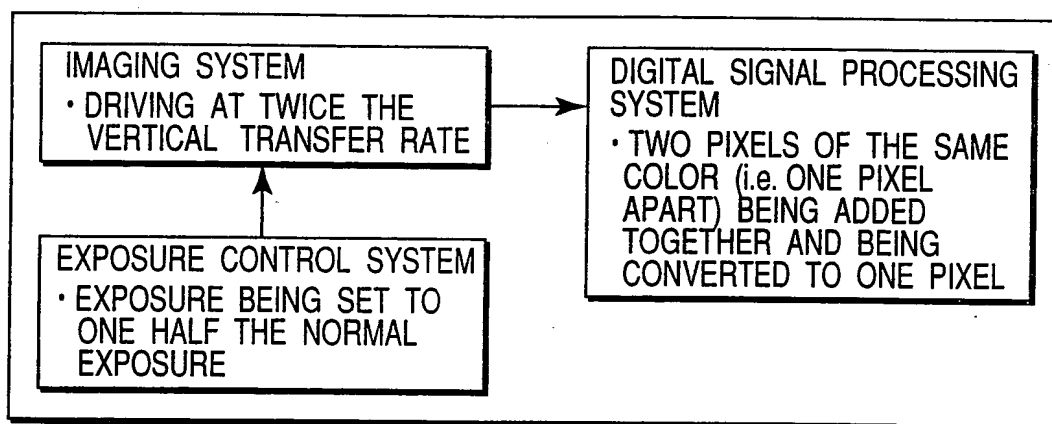 IMAGING SYSTEM
· DRIVING AT TWICE THE
VERTICAL TRANSFER RATE
EXPOSURE CONTROL SYSTEM
· EXPOSURE BEING SET TO
ONE HALF THE NORMAL
EXPOSURE
DIGITAL SIGNAL PROCESSING
SYSTEM
· TWO PIXELS OF THE SAME
COLOR (i.e. ONE PIXEL
APART) BEING ADDED
TOGETHER AND BEING
CONVERTED TO ONE PIXEL